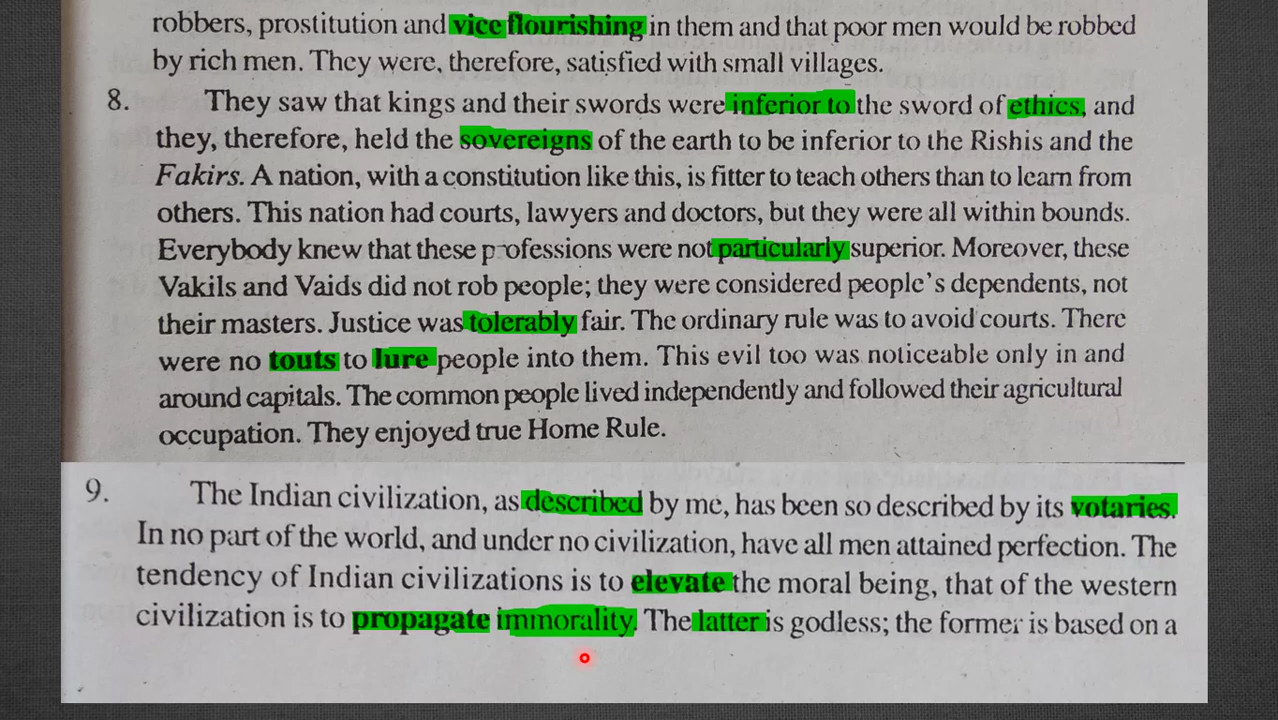 robbers, prostitution and vice flourishing in them and that poor men would be robbed
by rich men. They were, therefore, satisfied with small villages.
8. They saw that kings and their swords were inferior to the sword of ethics, and
they, therefore, held the sovereigns of the earth to be inferior to the Rishis and the
Fakirs. A nation, with a constitution like this, is fitter to teach others than to learn from
others. This nation had courts, lawyers and doctors, but they were all within bounds.
Everybody knew that these professions were not particularly superior. Moreover, these
Vakils and Vaids did not rob people; they were considered people's dependents, not
their masters. Justice was tolerably fair. The ordinary rule was to avoid courts. There
were no touts to lure people into them. This evil too was noticeable only in and
around capitals. The common people lived independently and followed their agricultural
occupation. They enjoyed true Home Rule.
9. The Indian civilization, as described by me, has been so described by its votaries.
In no part of the world, and under no civilization, have all men attained perfection. The
tendency of Indian civilizations is to elevate the moral being, that of the western
civilization is to propagate immorality. The latter is godless; the former is based on a